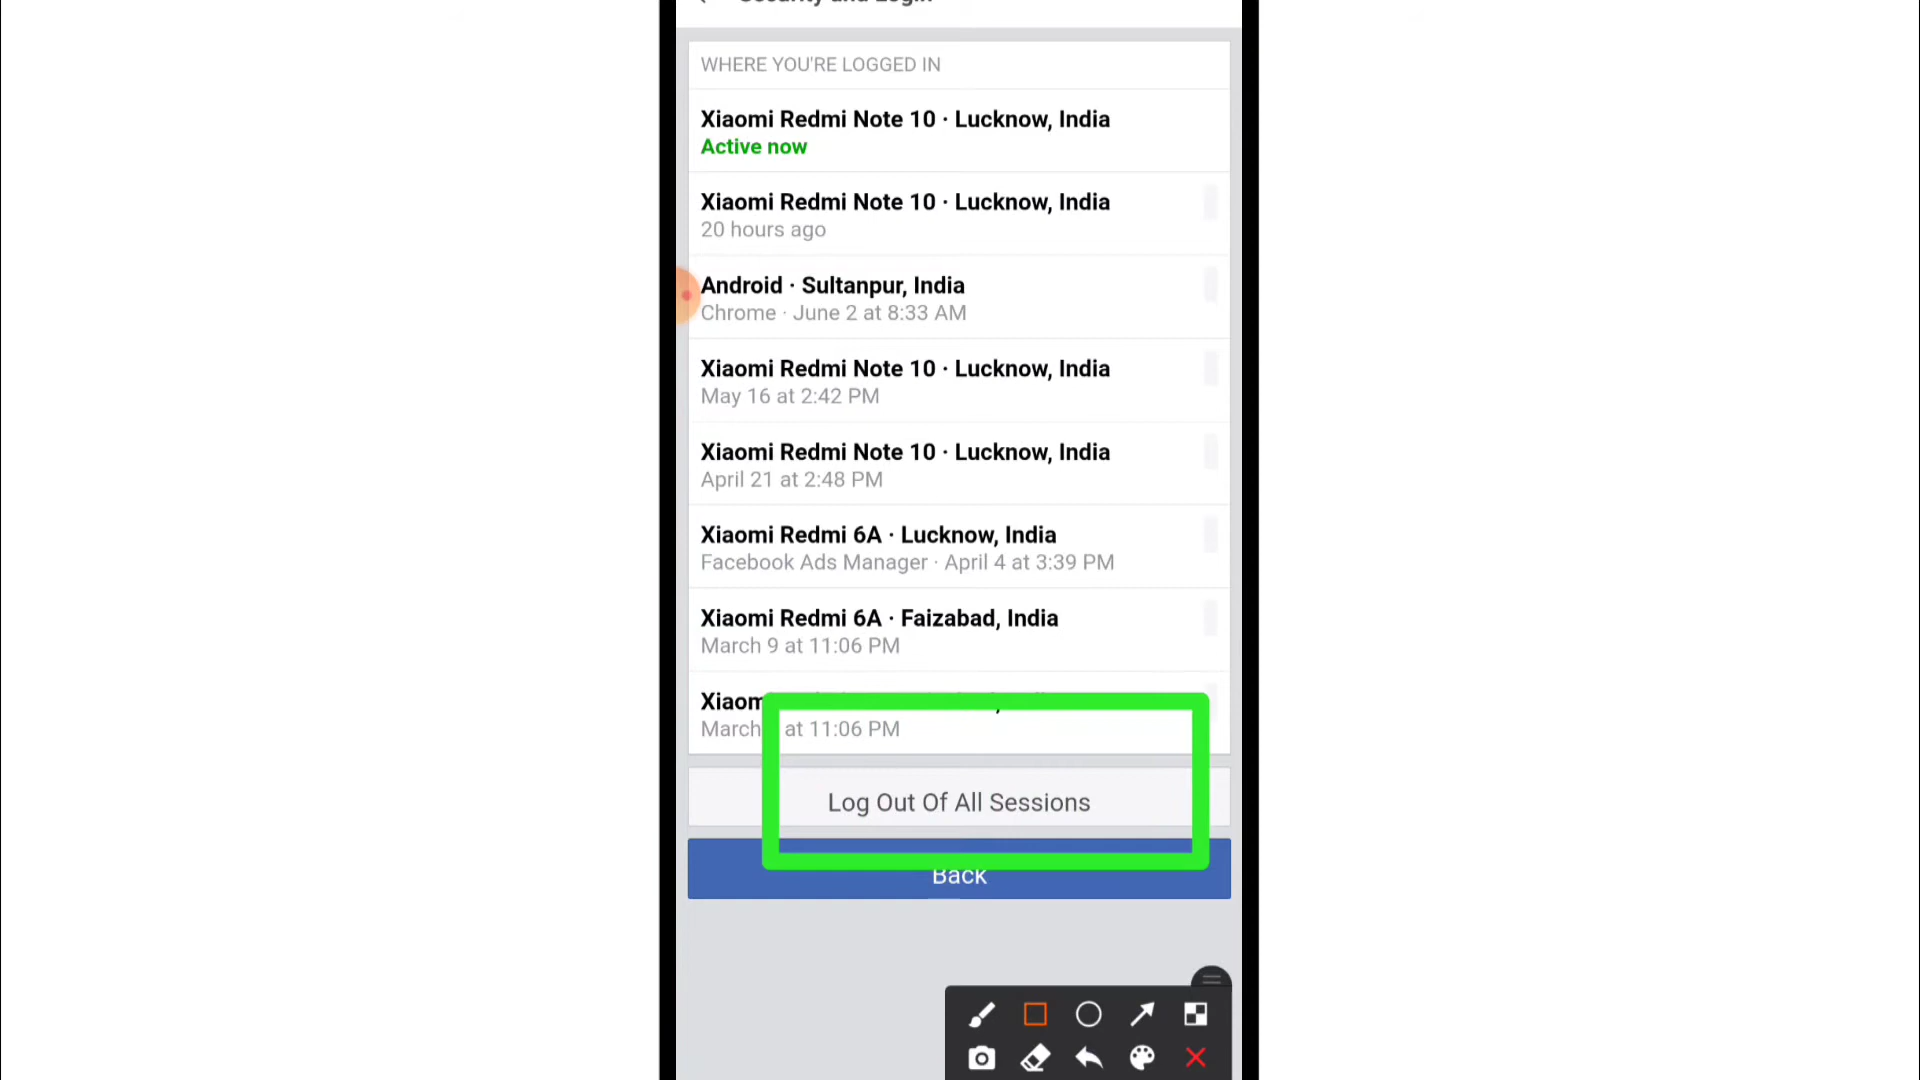 Security and Login
WHERE YOU'RE LOGGED IN
Xiaomi Redmi Note 10 · Lucknow, India
Active now
Xiaomi Redmi Note 10 · Lucknow, India
20 hours ago
Android · Sultanpur, India
Chrome · June 2 at 8:33 AM
Xiaomi Redmi Note 10 · Lucknow, India
May 16 at 2:42 PM
Xiaomi Redmi Note 10 · Lucknow, India
April 21 at 2:48 PM
Xiaomi Redmi 6A · Lucknow, India
Facebook Ads Manager · April 4 at 3:39 PM
Xiaomi Redmi 6A · Faizabad, India
March 9 at 11:06 PM
March at 11:06 PM
Log Out Of All Sessions
Back